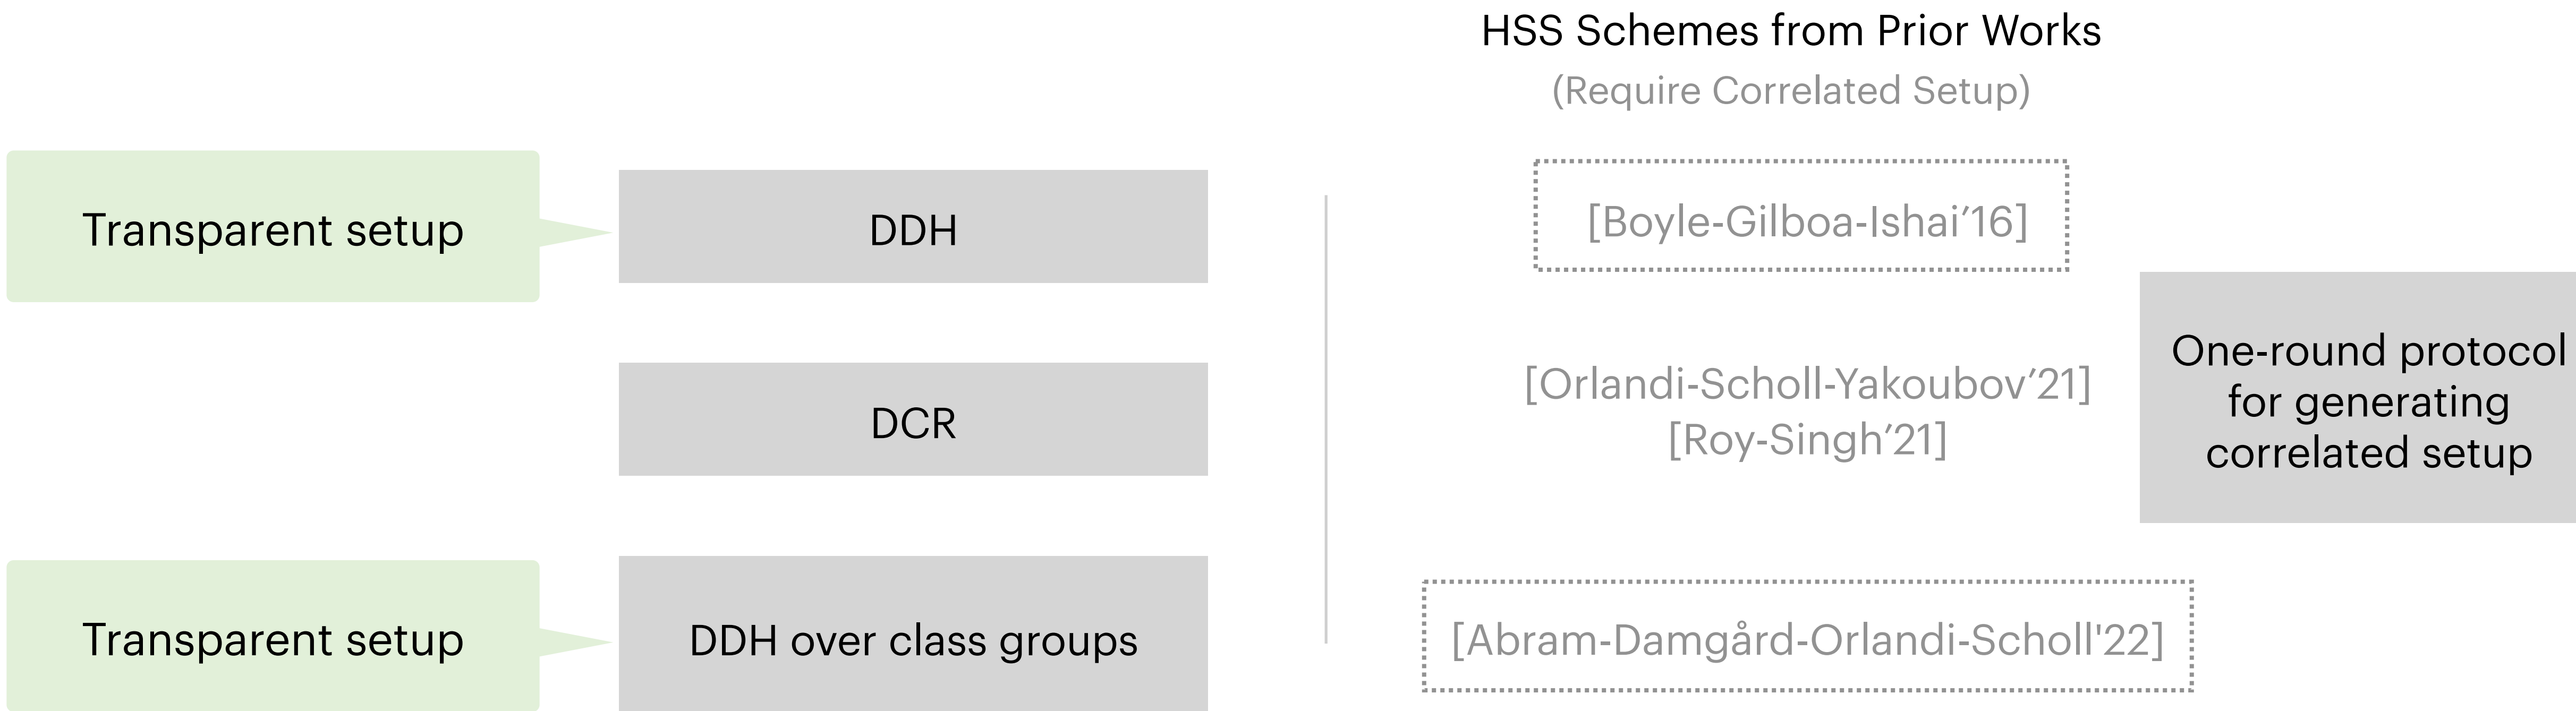 HSS Schemes from Prior Works
(Require Correlated Setup)
Transparent setup
DDH
[Boyle-Gilboa-Ishai’16]
DCR
[Orlandi-Scholl-Yakoubov’21]
[Roy-Singh’21]
One-round protocol
for generating
correlated setup
Transparent setup
DDH over class groups
[Abram-Damgård-Orlandi-Scholl'22]